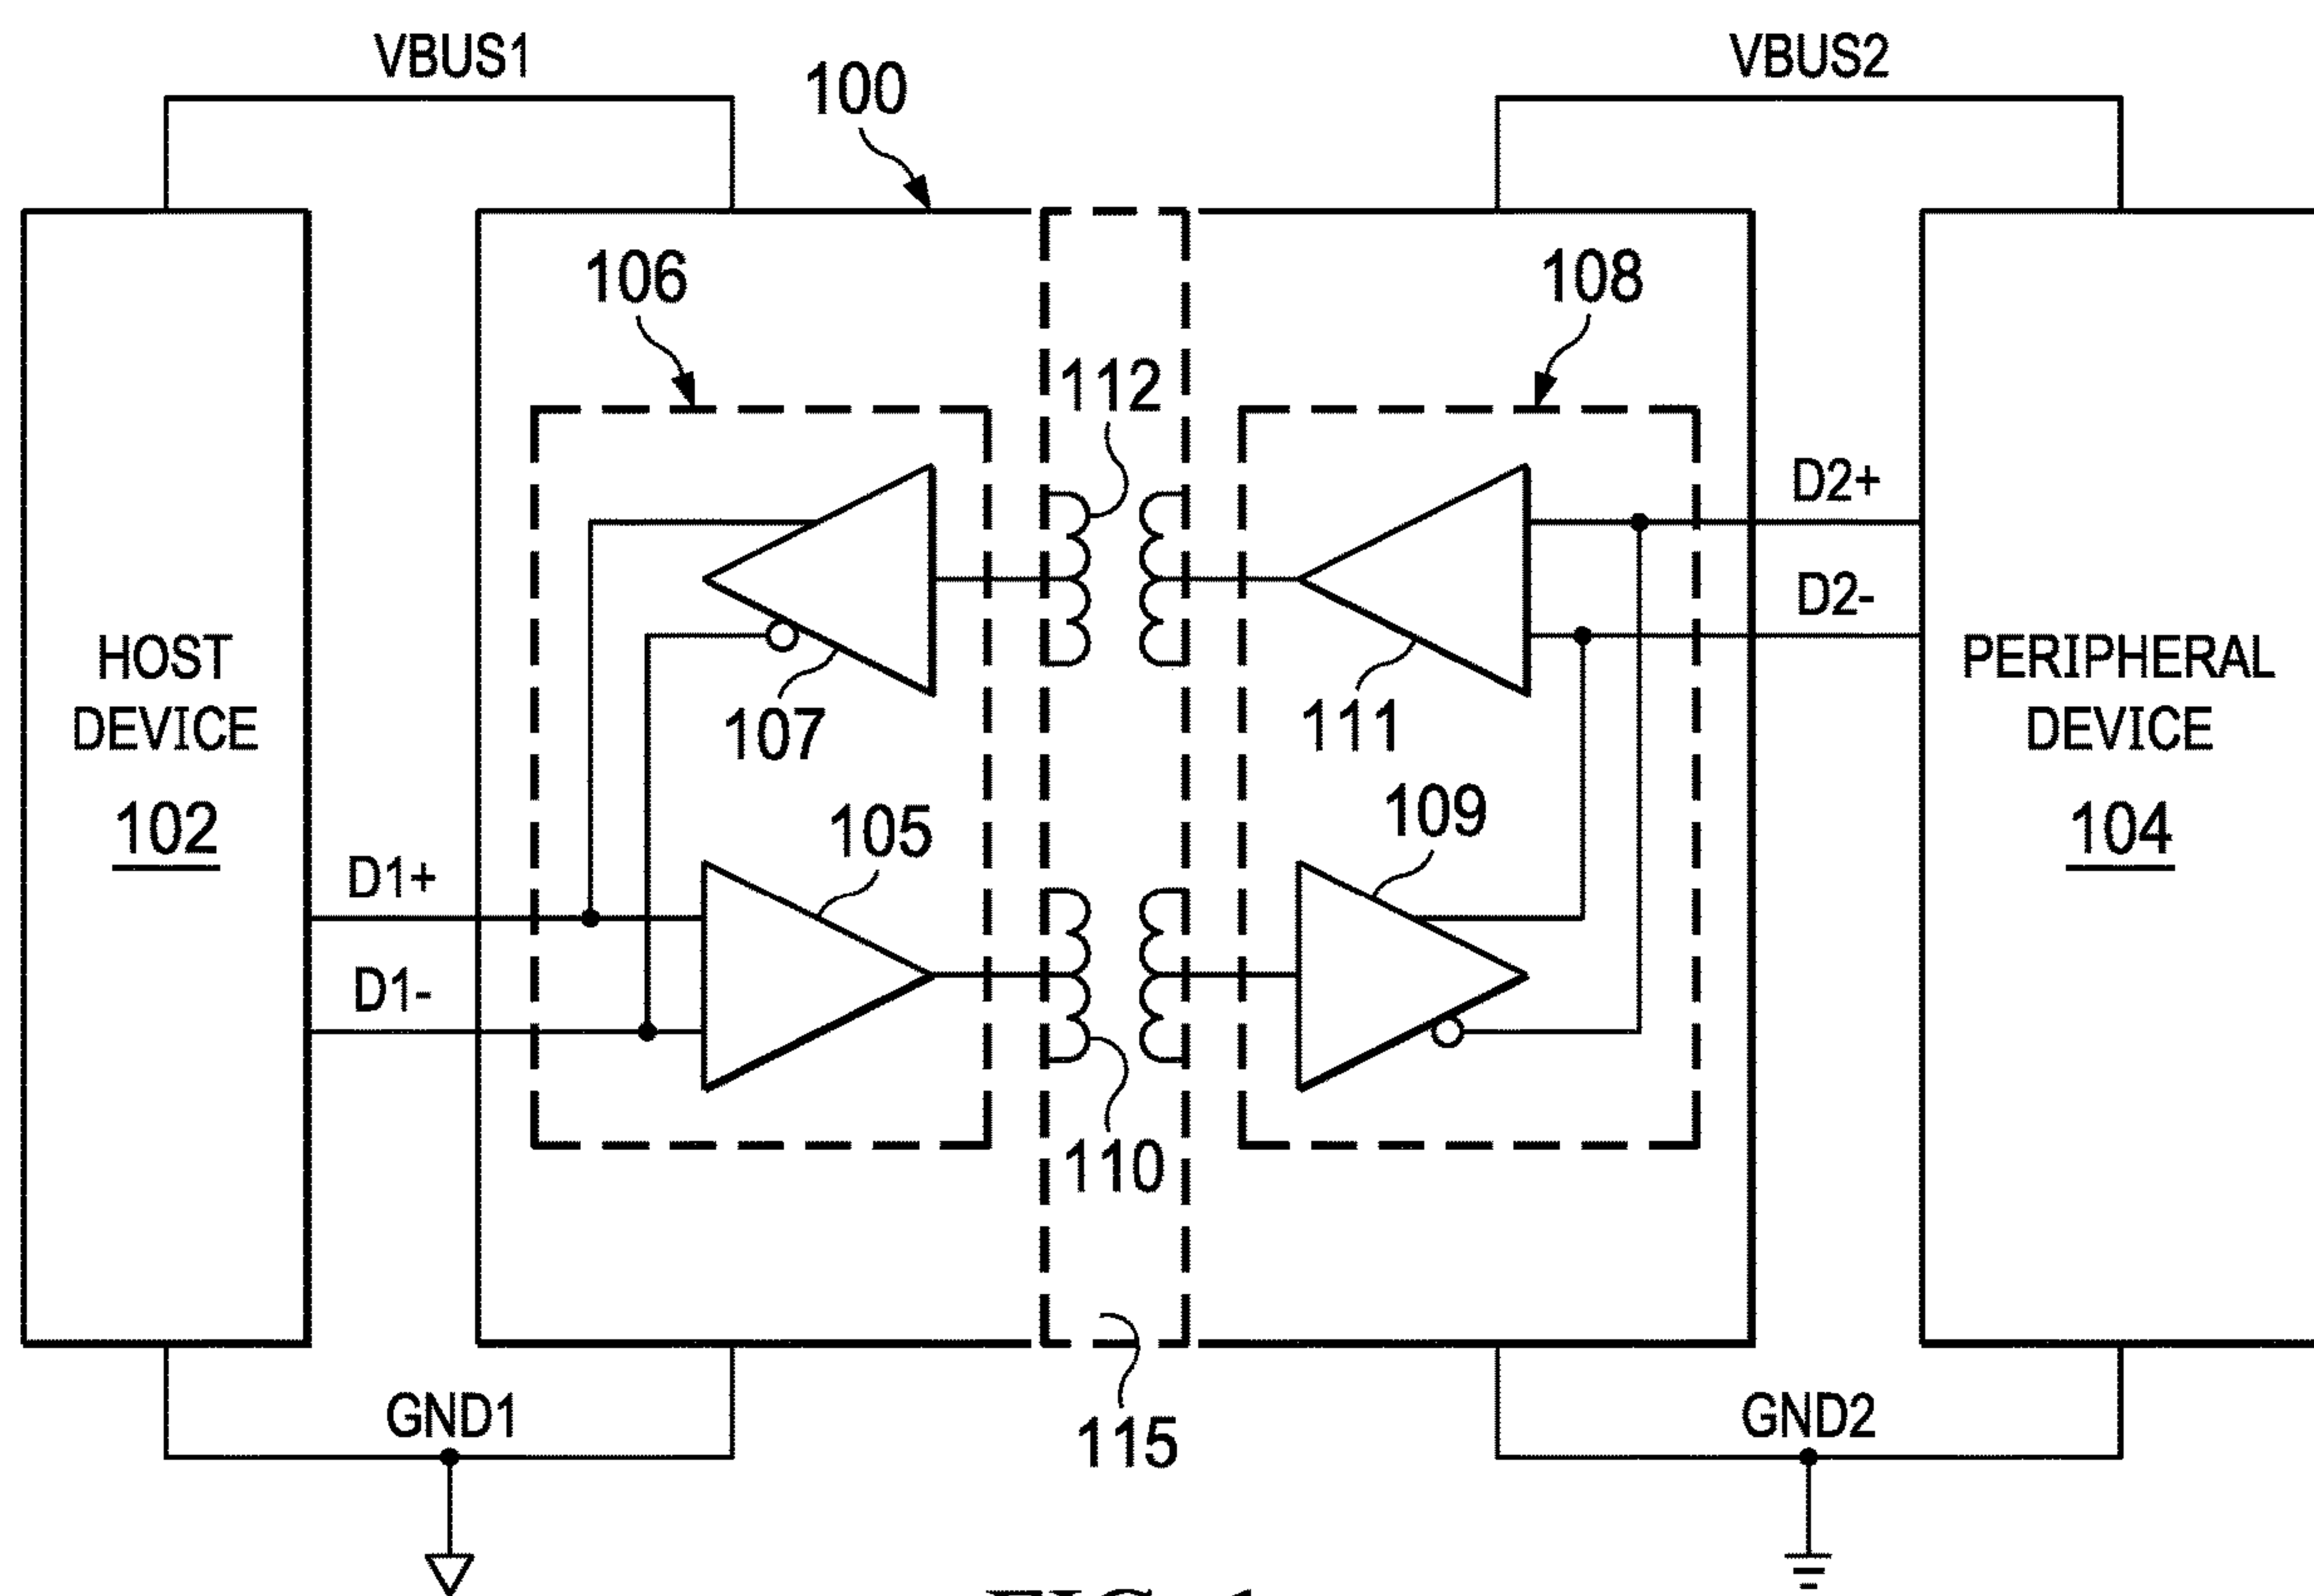 VBUS1
VBUS2
100
106
108
112
D2+
D2-
HOST
DEVICE
102
107
111
PERIPHERAL
DEVICE
104
105
109
D1+
D1-
110
GND1
GND2
115